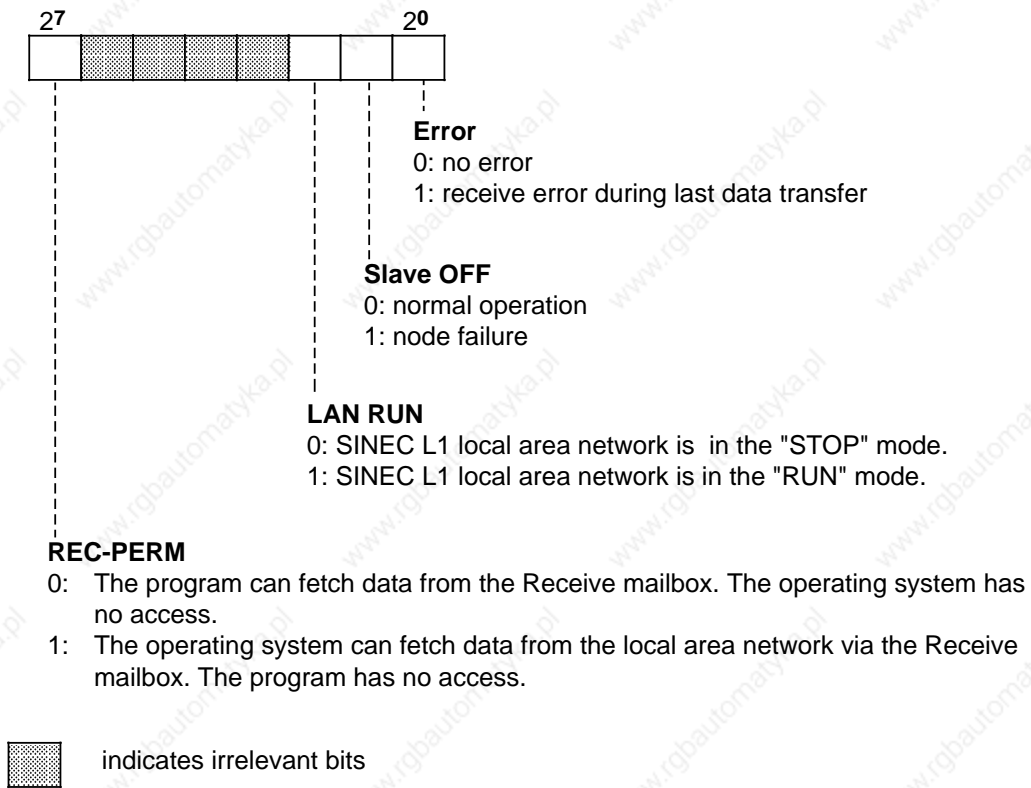 2⁷ 2⁰
Error
0: no error
1: receive error during last data transfer
Slave OFF
0: normal operation
1: node failure
LAN RUN
0: SINEC L1 local area network is in the "STOP" mode.
1: SINEC L1 local area network is in the "RUN" mode.
REC-PERM
0: The program can fetch data from the Receive mailbox. The operating system has
no access.
1: The operating system can fetch data from the local area network via the Receive
mailbox. The program has no access.
indicates irrelevant bits
www.rgbautomatyka.pl